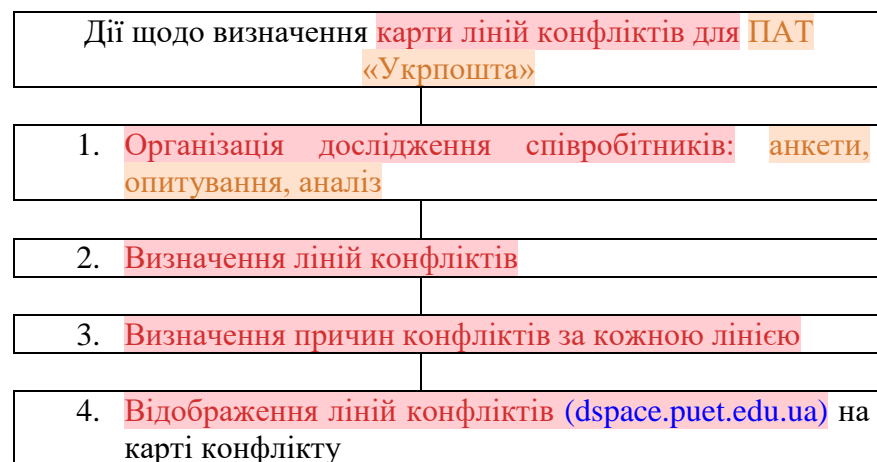 Дії щодо визначення карти ліній конфліктів для ПАТ
«Укрпошта»
1. Організація дослідження співробітників: анкети,
опитування, аналіз
2. Визначення ліній конфліктів
3. Визначення причин конфліктів за кожною лінією
4. Відображення ліній конфліктів (dspace.puet.edu.ua) на
карті конфлікту